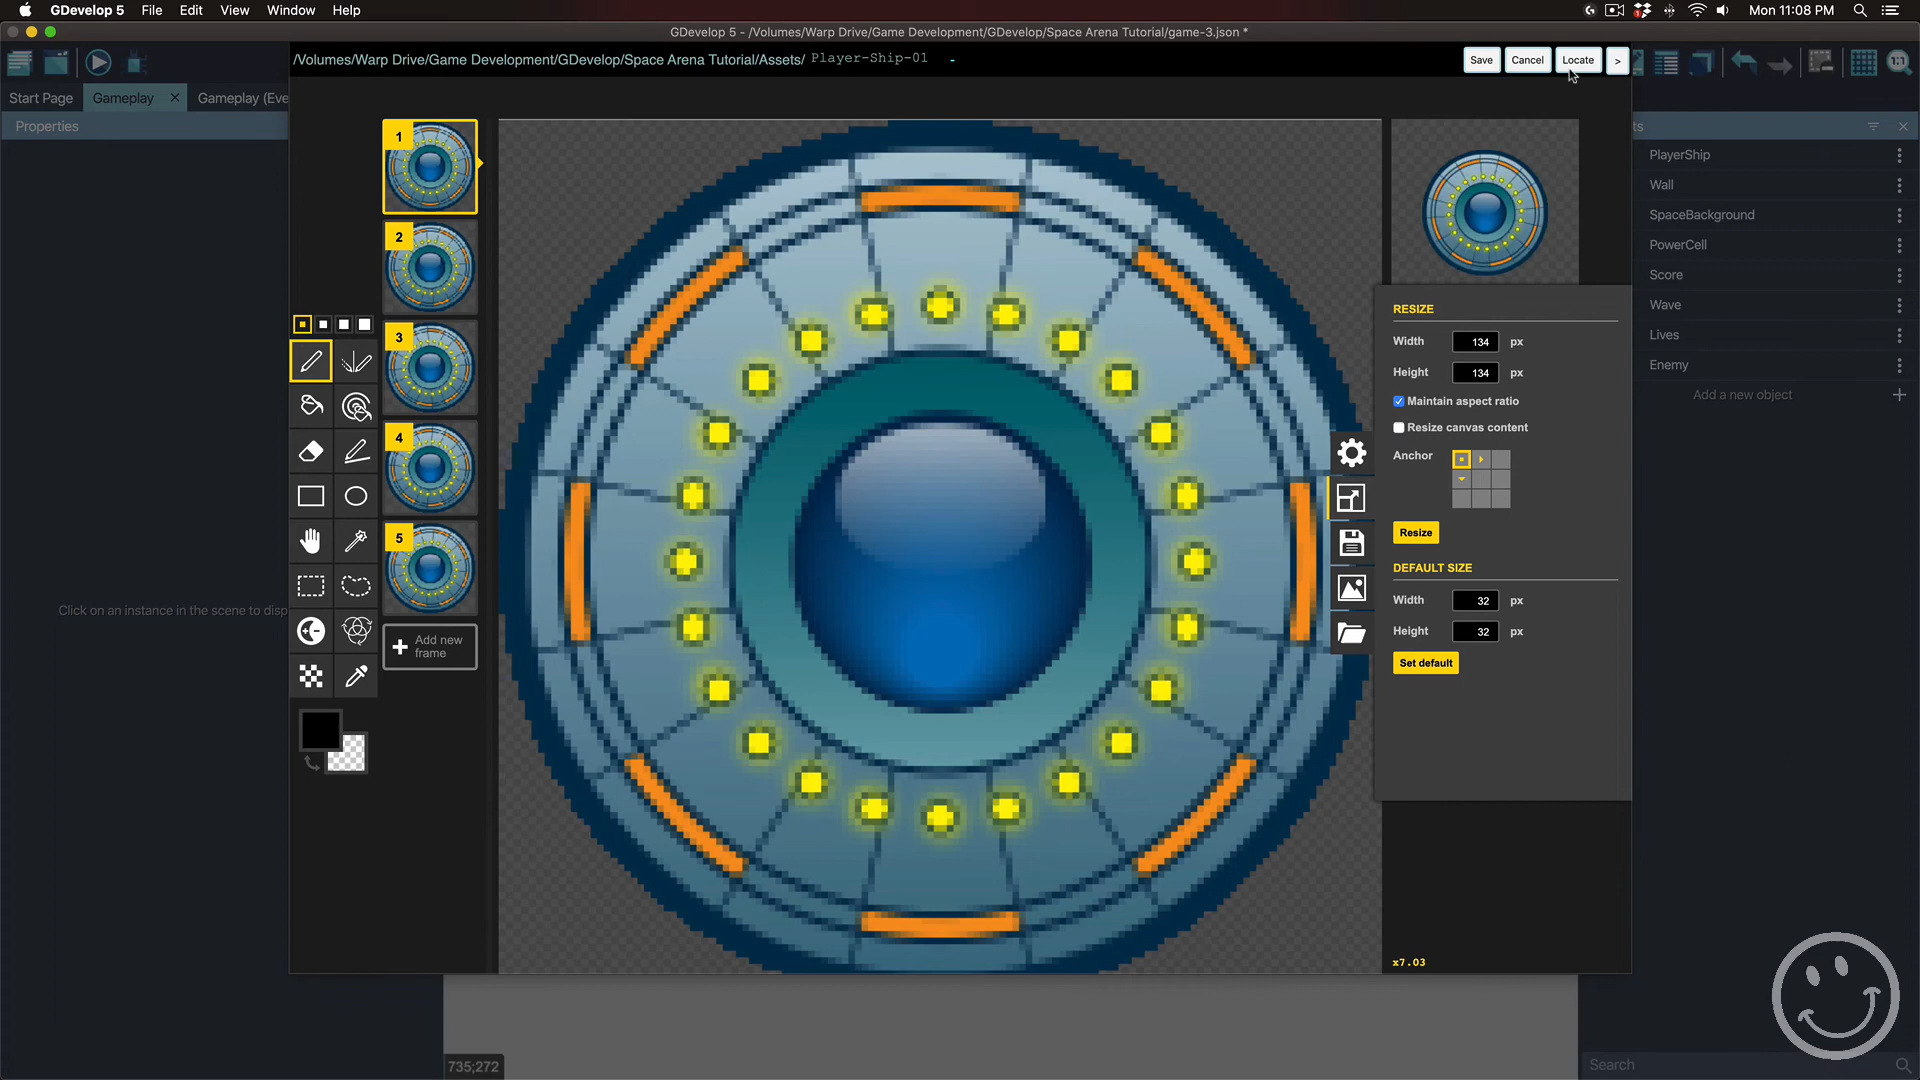 GDevelop 5 File Edit View Window Help
Mon 11:08 PM
GDevelop 5 - /Volumes/Warp Drive/Game Development/GDevelop/Space Arena Tutorial/game-3.json *
/Volumes/Warp Drive/Game Development/GDevelop/Space Arena Tutorial/Assets/ Player-Ship-01 -
Save Cancel Locate >
1:1
Start Page Gameplay × Gameplay (Eve
Properties
ts
1
2
3
4
5
Add new
frame
Click on an instance in the scene to disp
RESIZE
Width 134 px
Height 134 px
Maintain aspect ratio
Resize canvas content
Anchor
Resize
DEFAULT SIZE
Width 32 px
Height 32 px
Set default
x7.03
PlayerShip
Wall
SpaceBackground
PowerCell
Score
Wave
Lives
Enemy
Add a new object
735;272
Search